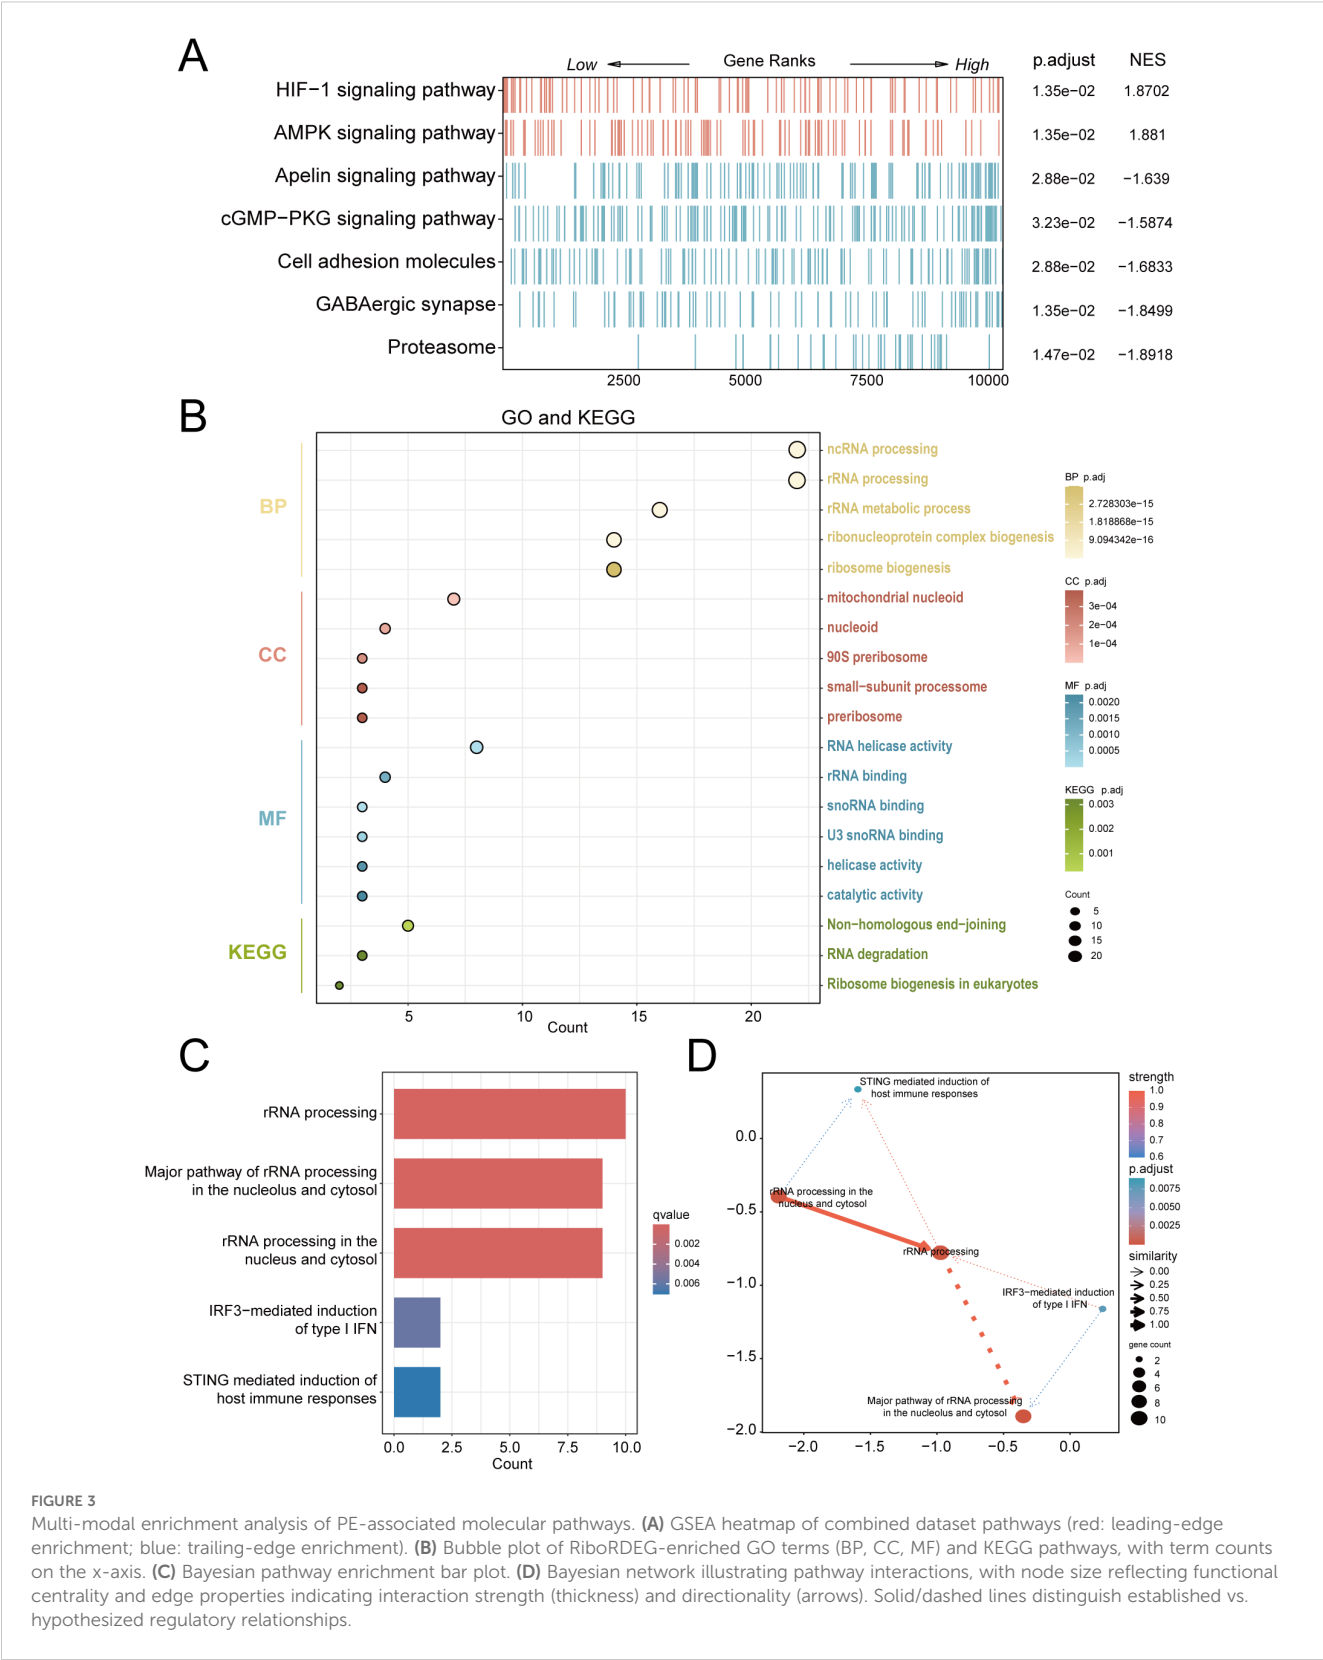 A
Low
Gene Ranks
High
p.adjust
NES
HIF−1 signaling pathway
1.35e−02
1.8702
AMPK signaling pathway
1.35e−02
1.881
Apelin signaling pathway
2.88e−02
−1.639
cGMP−PKG signaling pathway
3.23e−02
−1.5874
Cell adhesion molecules
2.88e−02
−1.6833
GABAergic synapse
1.35e−02
−1.8499
Proteasome
1.47e−02
−1.8918
2500
5000
7500
10000
B
GO and KEGG
BP
CC
MF
KEGG
ncRNA processing
rRNA processing
rRNA metabolic process
ribonucleoprotein complex biogenesis
ribosome biogenesis
mitochondrial nucleoid
nucleoid
90S preribosome
small−subunit processome
preribosome
RNA helicase activity
rRNA binding
snoRNA binding
U3 snoRNA binding
helicase activity
catalytic activity
Non−homologous end−joining
RNA degradation
Ribosome biogenesis in eukaryotes
5
10
15
20
Count
BP p.adj
2.728303e−15
1.818868e−15
9.094342e−16
CC p.adj
3e−04
2e−04
1e−04
MF p.adj
0.0020
0.0015
0.0010
0.0005
KEGG p.adj
0.003
0.002
0.001
Count
5
10
15
20
C
rRNA processing
Major pathway of rRNA processing
in the nucleolus and cytosol
rRNA processing in the
nucleus and cytosol
IRF3−mediated induction
of type I IFN
STING mediated induction of
host immune responses
0.0
2.5
5.0
7.5
10.0
Count
qvalue
0.002
0.004
0.006
D
STING mediated induction of
host immune responses
rRNA processing in the
nucleus and cytosol
rRNA processing
IRF3−mediated induction
of type I IFN
Major pathway of rRNA processing
in the nucleolus and cytosol
0.0
−0.5
−1.0
−1.5
−2.0
−2.0
−1.5
−1.0
−0.5
0.0
strength
1.0
0.9
0.8
0.7
0.6
p.adjust
0.0075
0.0050
0.0025
similarity
0.00
0.25
0.50
0.75
1.00
gene count
2
4
6
8
10
FIGURE 3
Multi-modal enrichment analysis of PE-associated molecular pathways. (A) GSEA heatmap of combined dataset pathways (red: leading-edge
enrichment; blue: trailing-edge enrichment). (B) Bubble plot of RiboRDEG-enriched GO terms (BP, CC, MF) and KEGG pathways, with term counts
on the x-axis. (C) Bayesian pathway enrichment bar plot. (D) Bayesian network illustrating pathway interactions, with node size reflecting functional
centrality and edge properties indicating interaction strength (thickness) and directionality (arrows). Solid/dashed lines distinguish established vs.
hypothesized regulatory relationships.